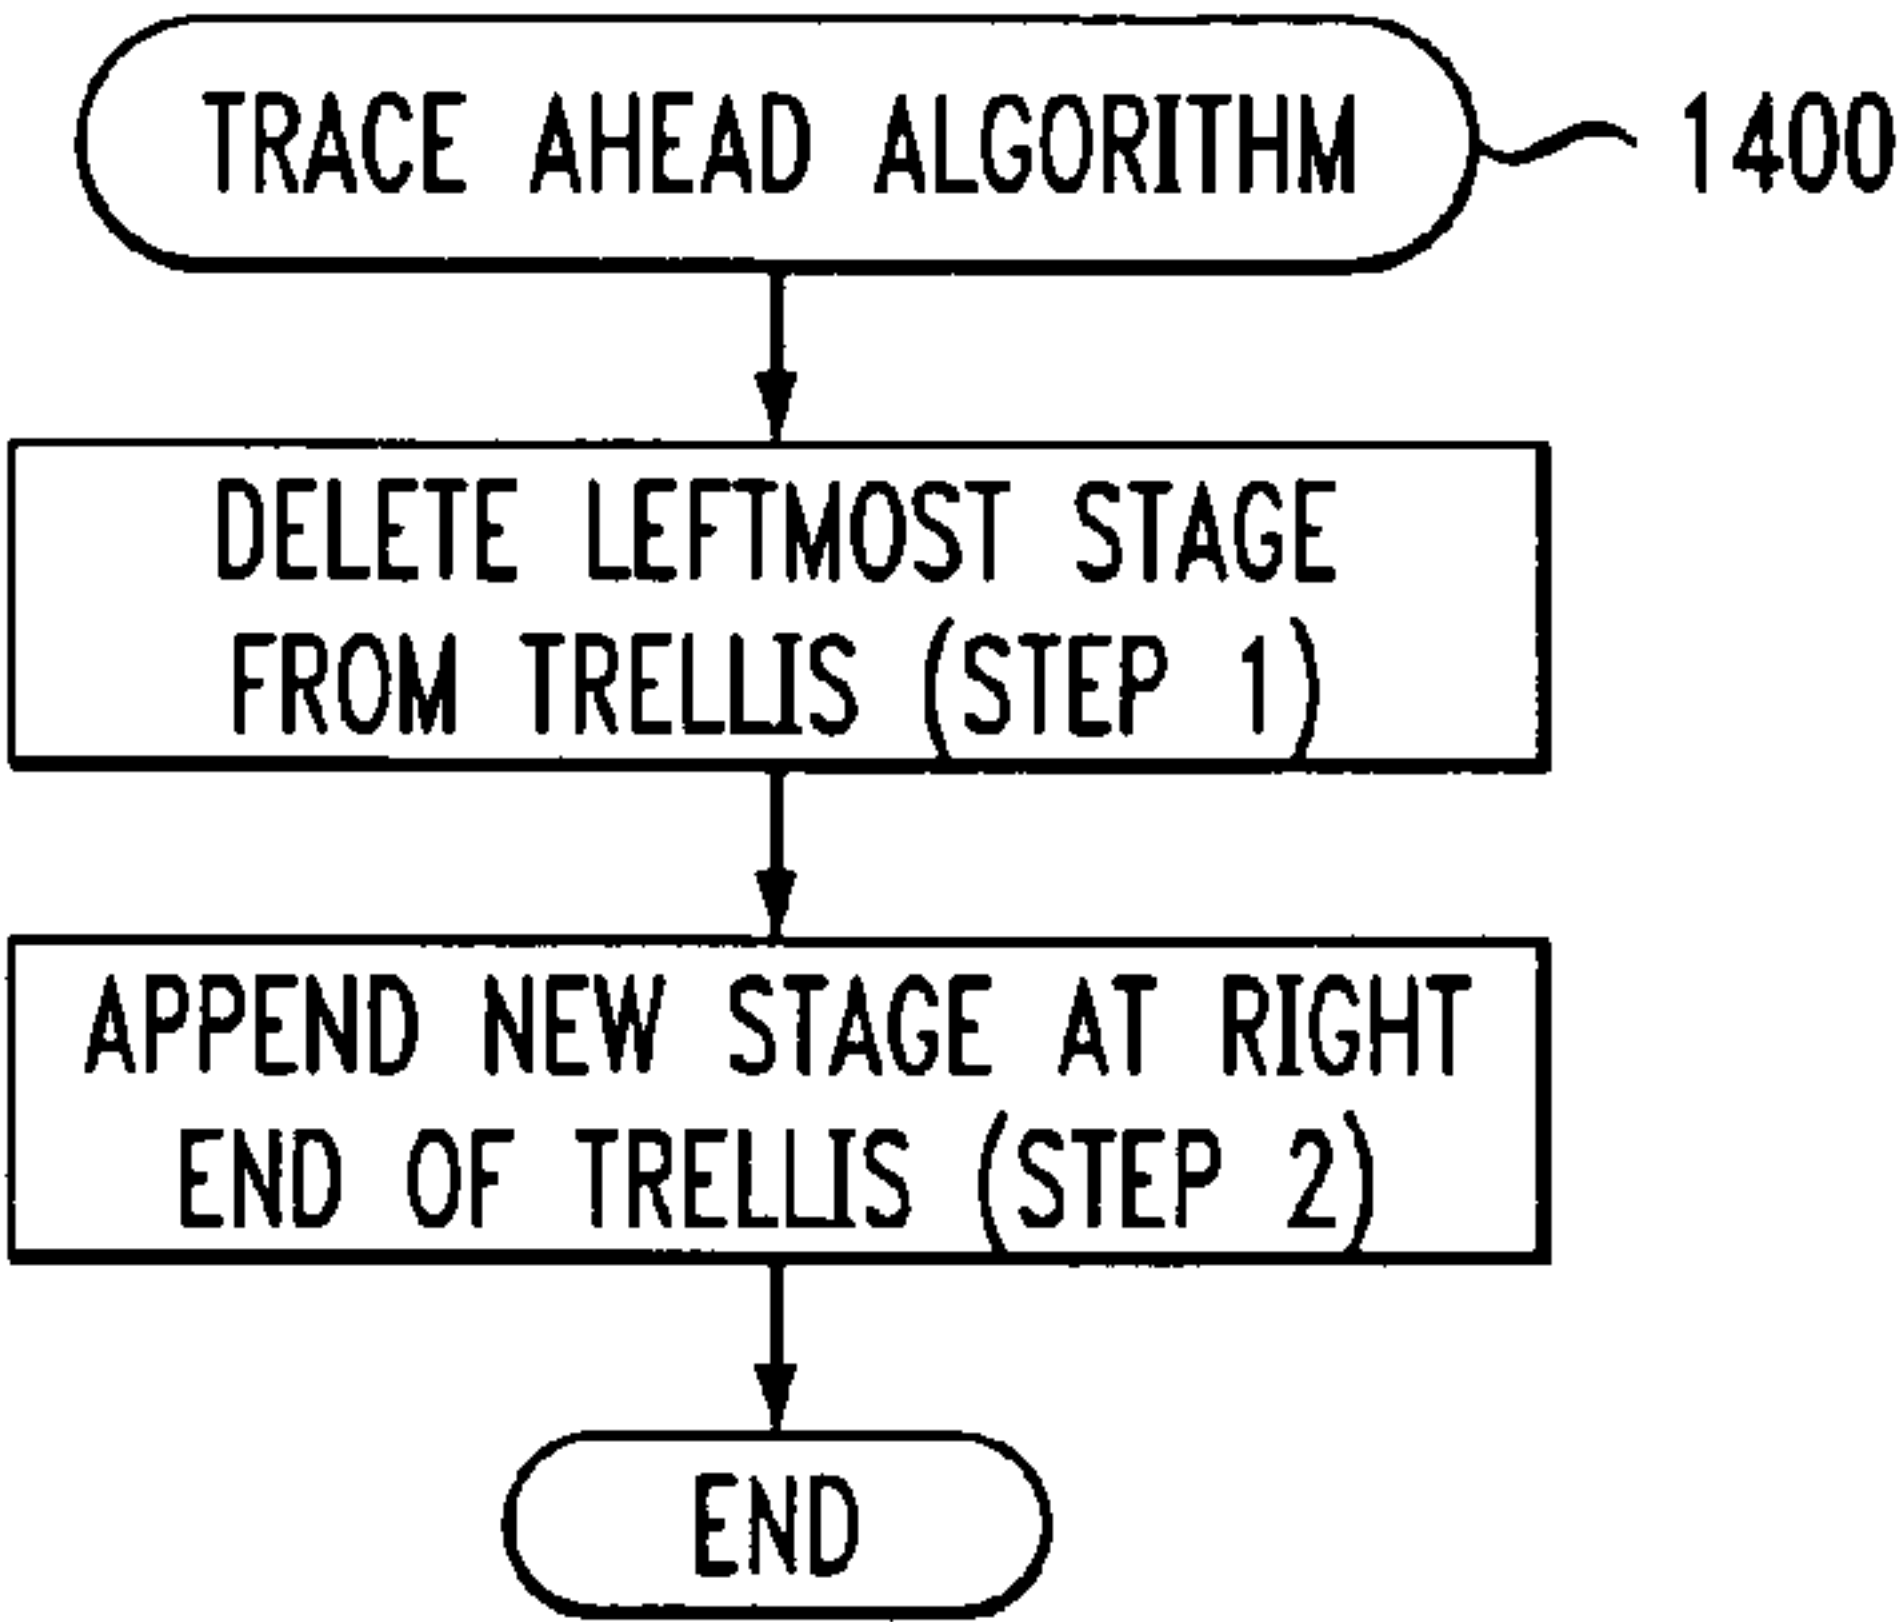 TRACE AHEAD ALGORITHM
1400
DELETE LEFTMOST STAGE
FROM TRELLIS (STEP 1)
APPEND NEW STAGE AT RIGHT
END OF TRELLIS (STEP 2)
END